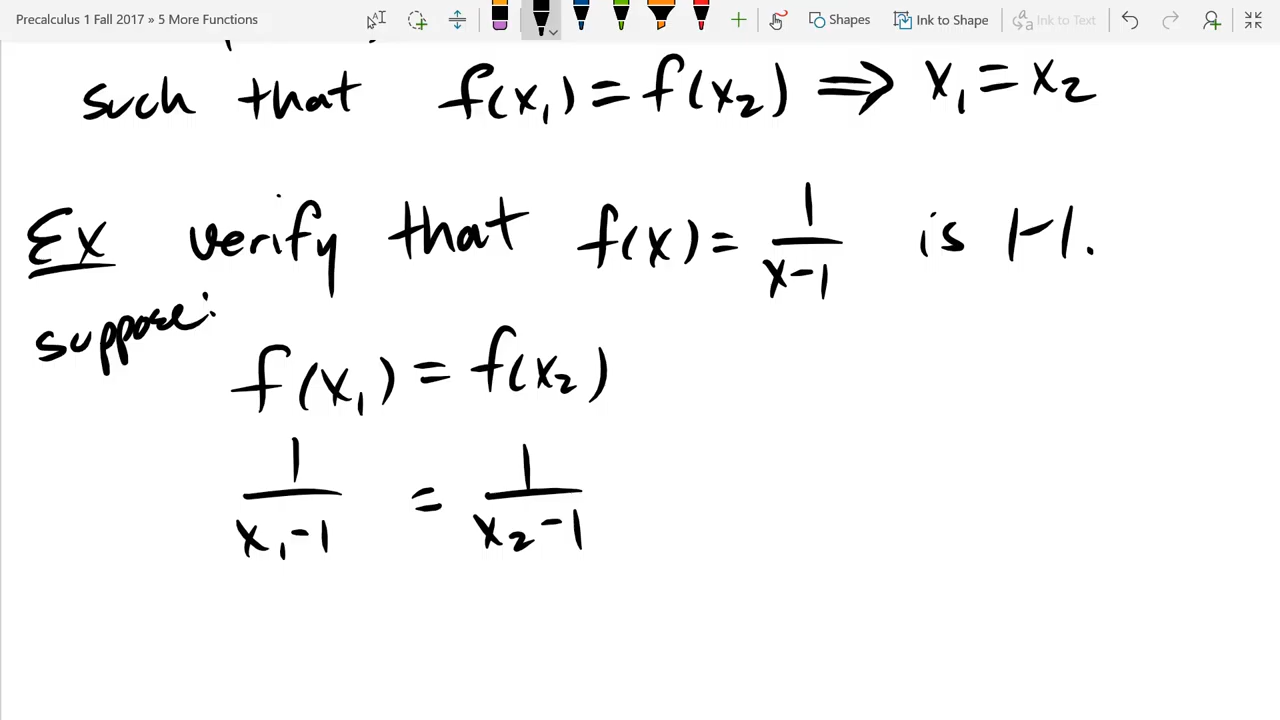 Precalculus 1 Fall 2017 » 5 More Functions Shapes Ink to Shape Ink to Text
such that f(x₁) = f(x₂) ⟹ x₁ = x₂
Ex verify that f(x) = 1/(x-1) is 1-1.
suppose:
f(x₁) = f(x₂)
1/(x₁-1) = 1/(x₂-1)